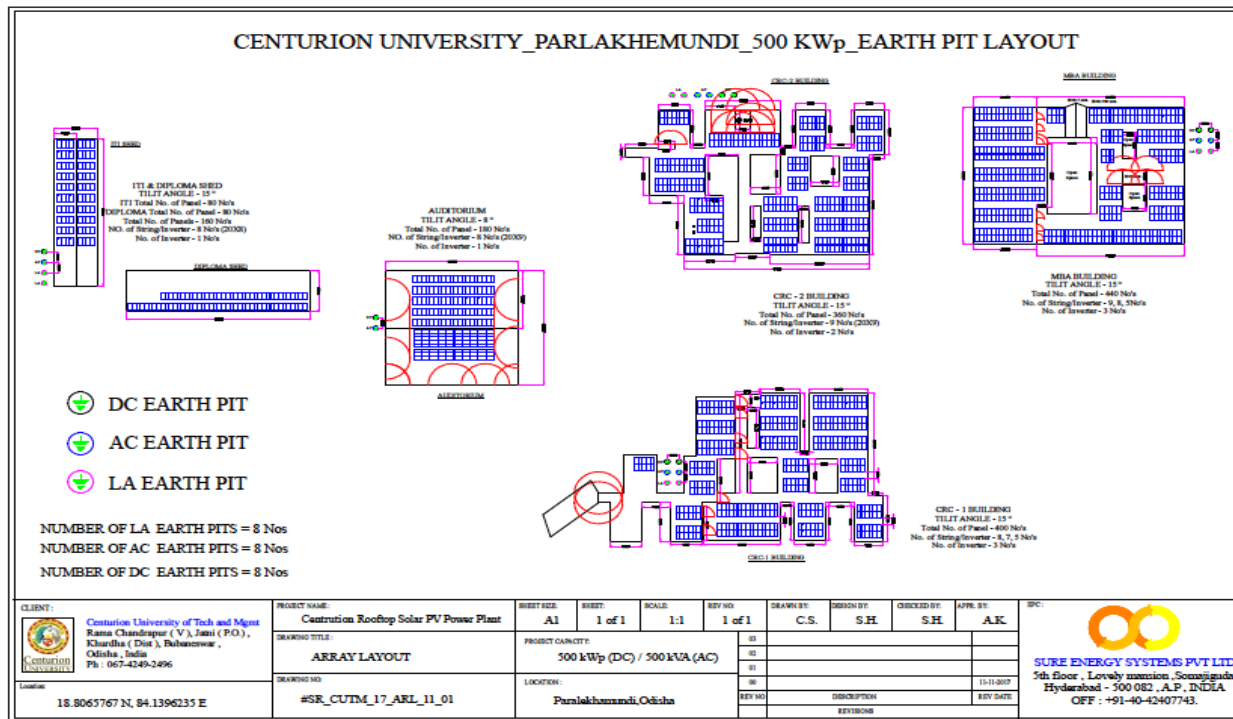 CENTURION UNIVERSITY_PARLAKHEMUNDI_500 KWp_EARTH PIT LAYOUT
ITI SHED
ITI & DIPLOMA SHED
TILIT ANGLE - 15 °
ITI Total No. of Panel - 80 No's
DIPLOMA Total No. of Panel - 80 No's
Total No. of Panels - 160 No's
NO. of String/Inverter - 8 No's (20X8)
No. of Inverter - 1 No's
DIPLOMA SHED
AUDITORIUM
TILIT ANGLE - 8 °
Total No. of Panel - 180 No's
NO. of String/Inverter - 8 No's (20X9)
No. of Inverter - 1 No's
AUDITORIUM
CRC-2 BUILDING
CRC - 2 BUILDING
TILIT ANGLE - 15 °
Total No. of Panel - 360 No's
No. of String/Inverter - 9 No's (20X9)
No. of Inverter - 2 No's
MBA BUILDING
Open
Space
Open
Space
Open
Space
MBA BUILDING
TILIT ANGLE - 15 °
Total No. of Panel - 440 No's
No. of String/Inverter - 9, 8, 5No's
No. of Inverter - 3 No's
CRC - 1 BUILDING
TILIT ANGLE - 15 °
Total No. of Panel - 400 No's
No. of String/Inverter - 8, 7, 5 No's
No. of Inverter - 3 No's
CRC-1 BUILDING
DC EARTH PIT
AC EARTH PIT
LA EARTH PIT
NUMBER OF LA EARTH PITS = 8 Nos
NUMBER OF AC EARTH PITS = 8 Nos
NUMBER OF DC EARTH PITS = 8 Nos
CLIENT :
Centurion
UNIVERSITY
Centurion University of Tech and Mgmt
Rama Chandrapur ( V ), Jatni ( P.O.) ,
Khurdha ( Dist ), Bubaneswar ,
Odisha , India
Ph : 067-4249-2496
Location:
18.8065767 N, 84.1396235 E
PROJECT NAME :
Centrution Rooftop Solar PV Power Plant
DRAWING TITLE :
ARRAY LAYOUT
DRAWING NO:
#SR_CUTM_17_ARL_11_01
SHEET SIZE:
A1
SHEET:
1 of 1
SCALE:
1:1
REV NO:
1 of 1
DRAWN BY:
C.S.
DESIGN BY:
S.H.
CHECKED BY:
S.H.
APPR. BY:
A.K.
PROJECT CAPACITY:
500 kWp (DC) / 500 kVA (AC)
LOCATION :
Paralekhamundi,Odisha
03
02
01
00
11-11-2017
REV NO
DESCRIPTION
REV DATE
REVISIONS
EPC:
SURE ENERGY SYSTEMS PVT LTD
5th floor , Lovely mansion ,Somajiguda
Hyderabad - 500 082 , A.P , INDIA
OFF : +91-40-42407743.